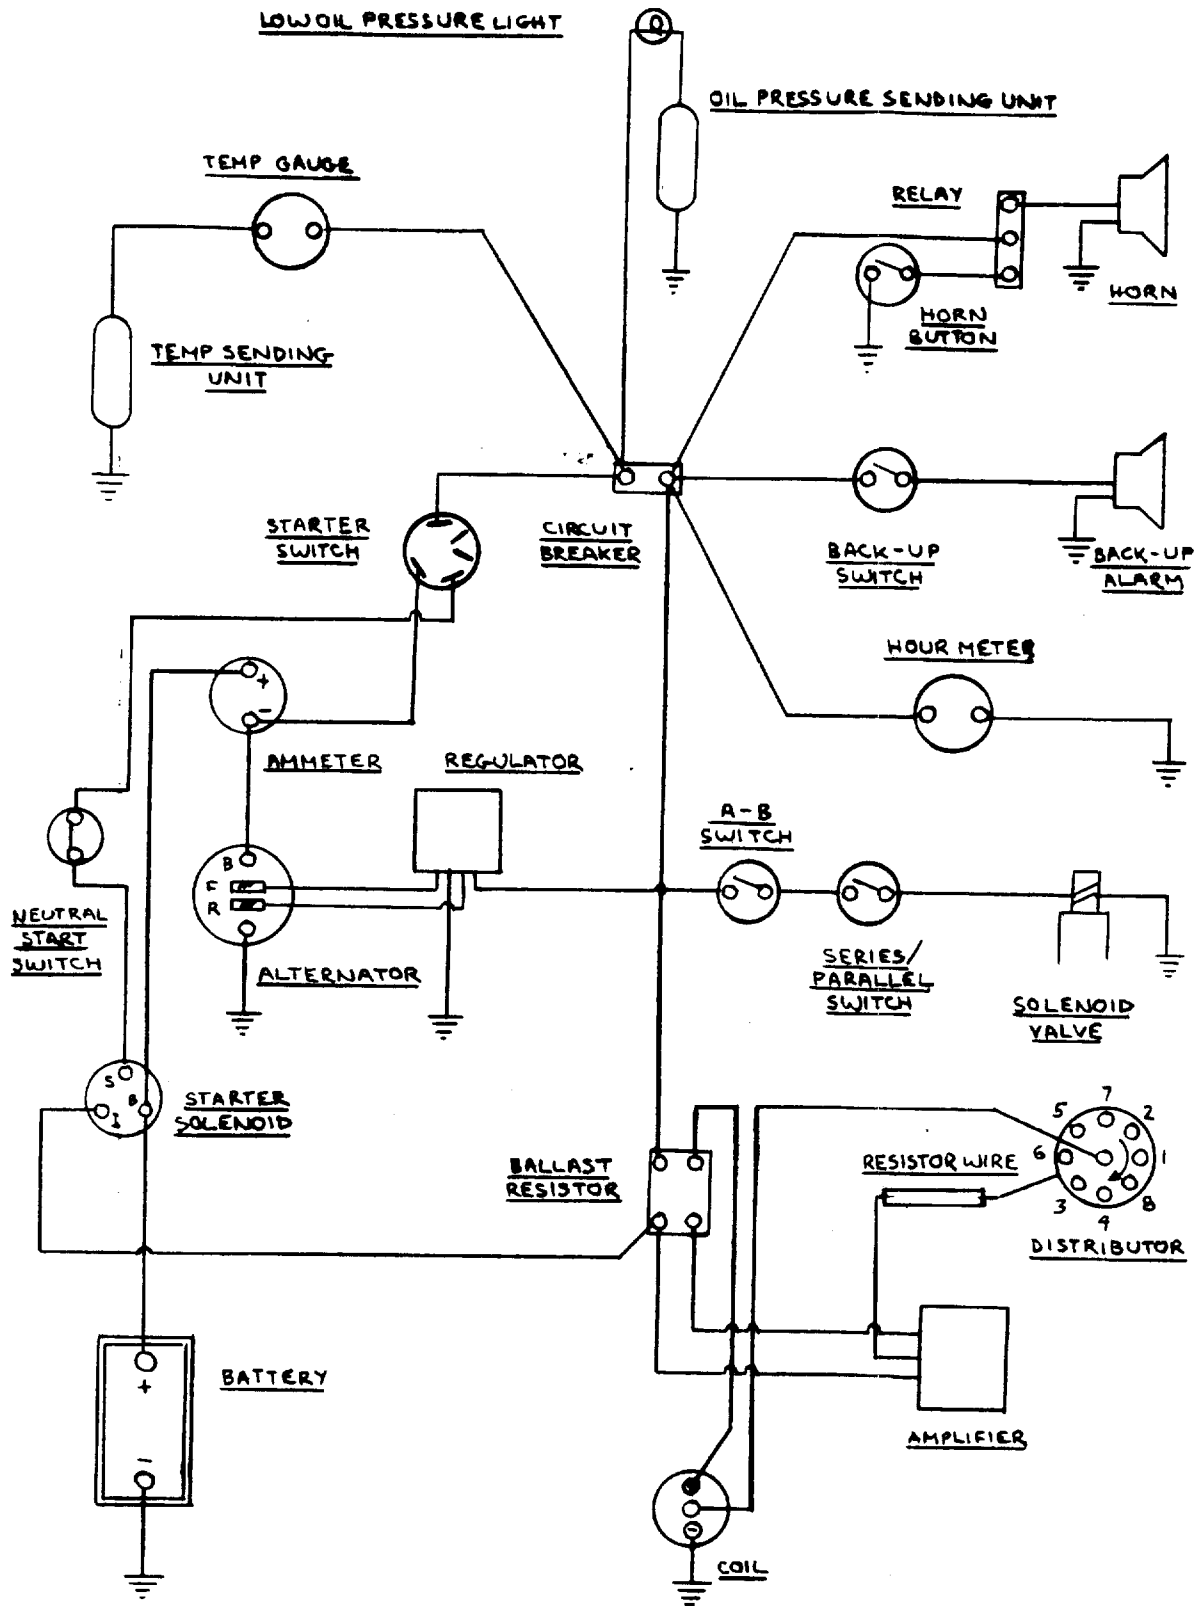 LOW OIL PRESSURE LIGHT
OIL PRESSURE SENDING UNIT
TEMP GAUGE
RELAY
HORN
HORN
BUTTON
TEMP SENDING
UNIT
STARTER
SWITCH
CIRCUIT
BREAKER
BACK-UP
SWITCH
BACK-UP
ALARM
HOUR METER
+
-
AMMETER
REGULATOR
A-B
SWITCH
B
F
R
NEUTRAL
START
SWITCH
ALTERNATOR
SERIES/
PARALLEL
SWITCH
SOLENOID
VALVE
S
B
I
STARTER
SOLENOID
BALLAST
RESISTOR
RESISTOR WIRE
7
5 2
6 1
3 8
4
DISTRIBUTOR
+
-
BATTERY
AMPLIFIER
-
COIL